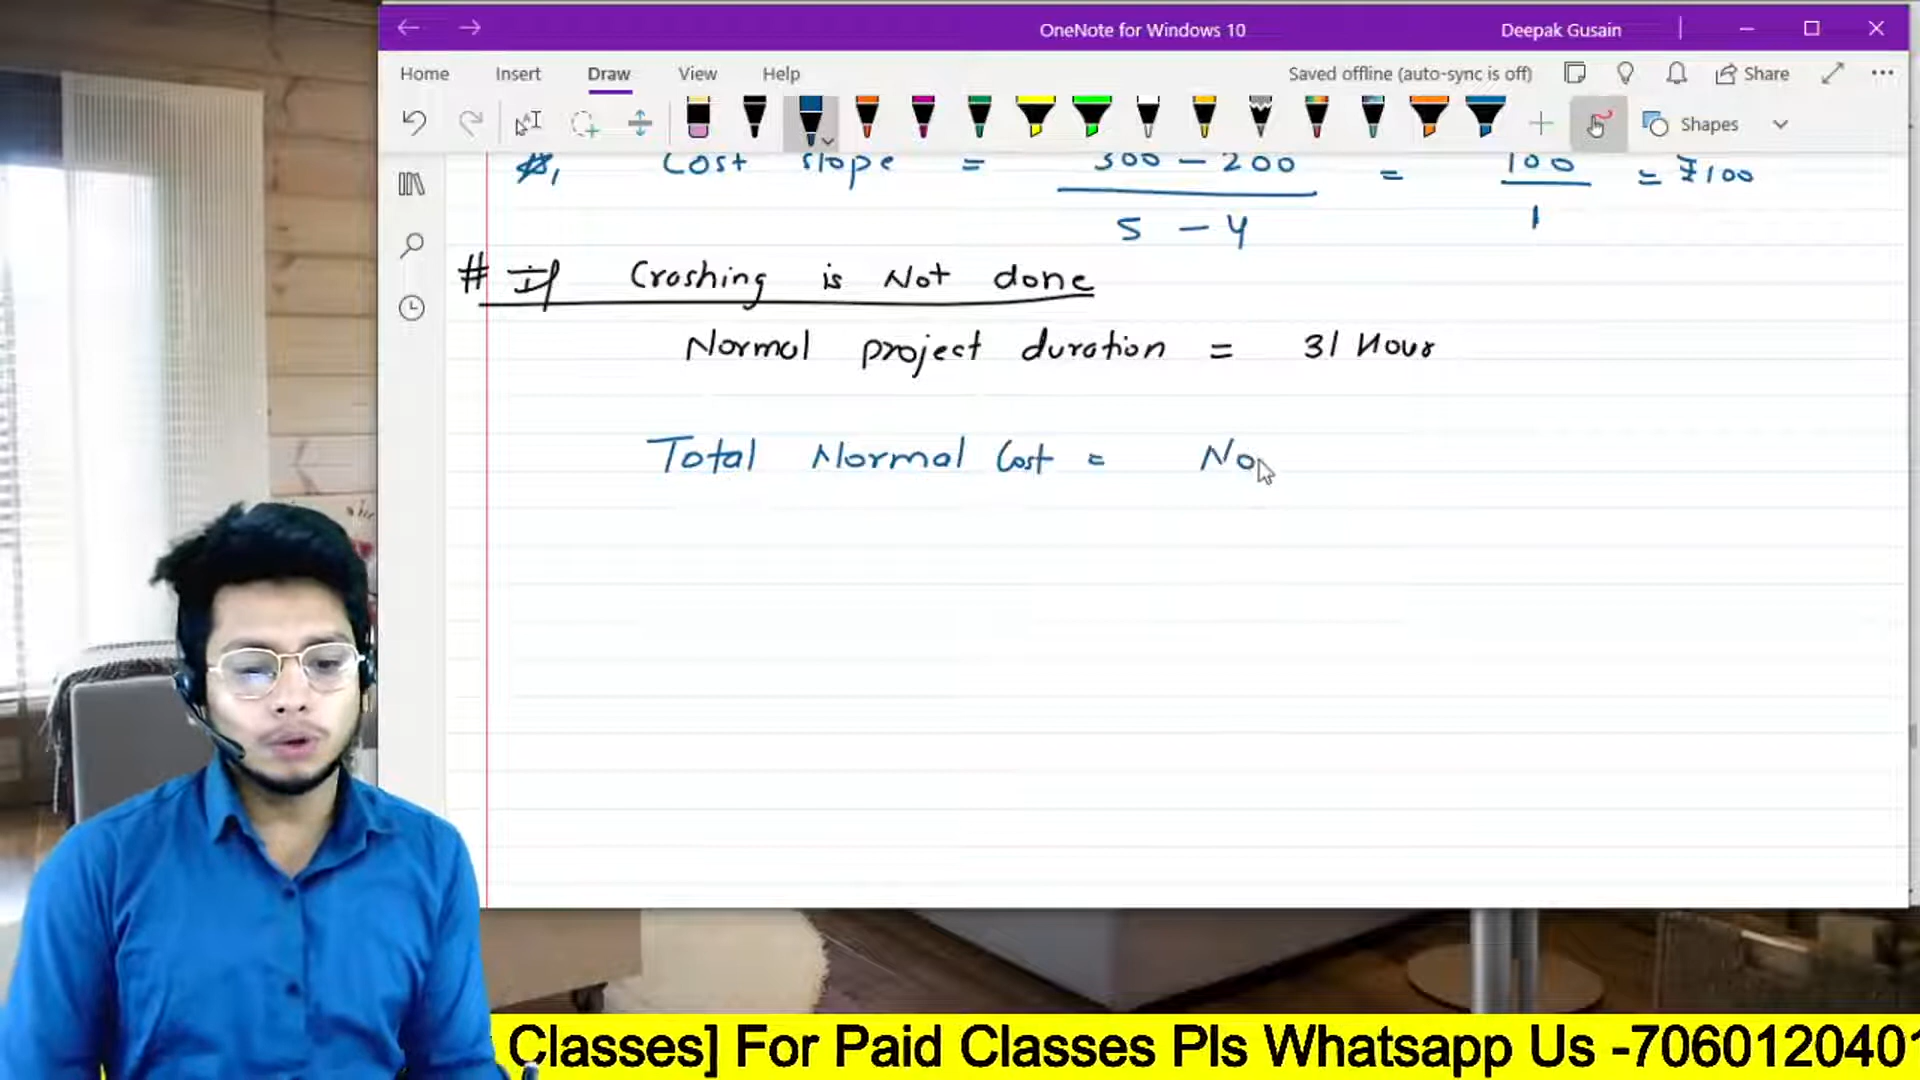 OneNote for Windows 10
Deepak Gusain
Home Insert Draw View Help
Saved offline (auto-sync is off)
Share
Shapes
Cost slope = 300 - 200 = 100 = ₹100
5 - 4 1
# If Crashing is Not done
Normal project duration = 31 Hour
Total Normal Cost = No
Classes] For Paid Classes Pls Whatsapp Us -7060120401